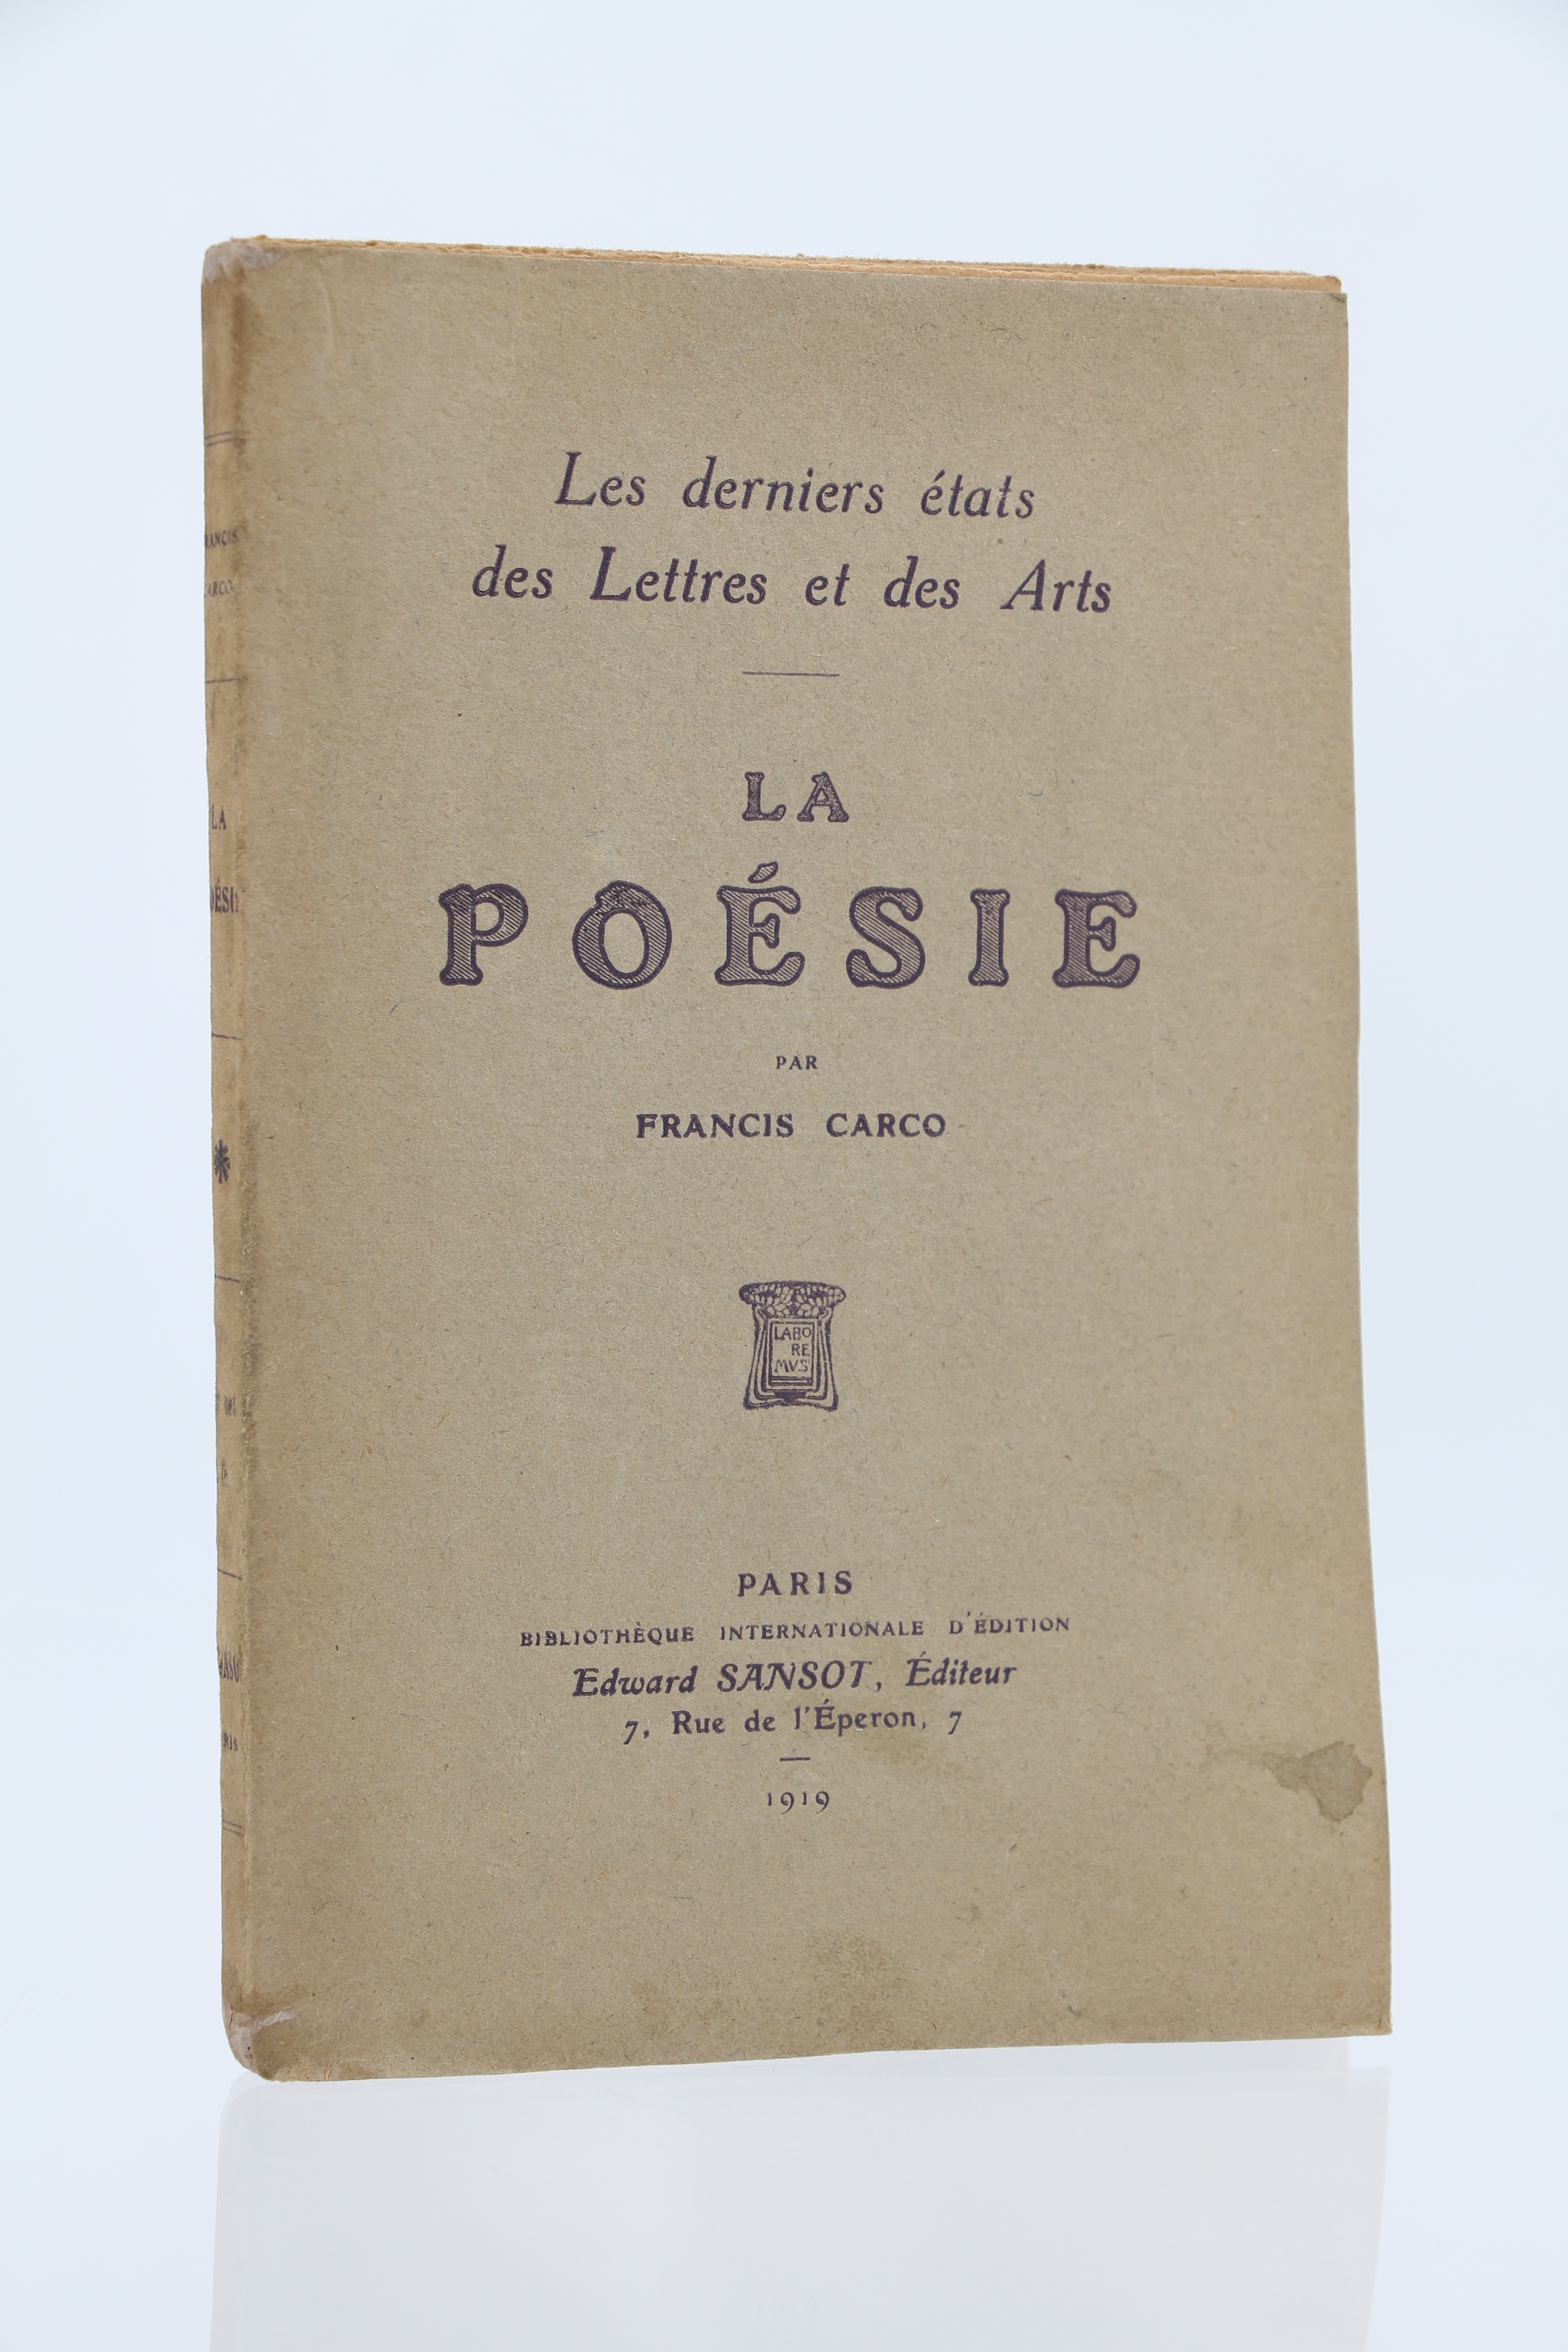 Les derniers états
des Lettres et des Arts
LA
POÉSIE
PAR
FRANCIS CARCO
LABO
RE
MVS
PARIS
BIBLIOTHÈQUE INTERNATIONALE D'ÉDITION
Edward SANSOT, Éditeur
7, Rue de l'Éperon, 7
1919
LA